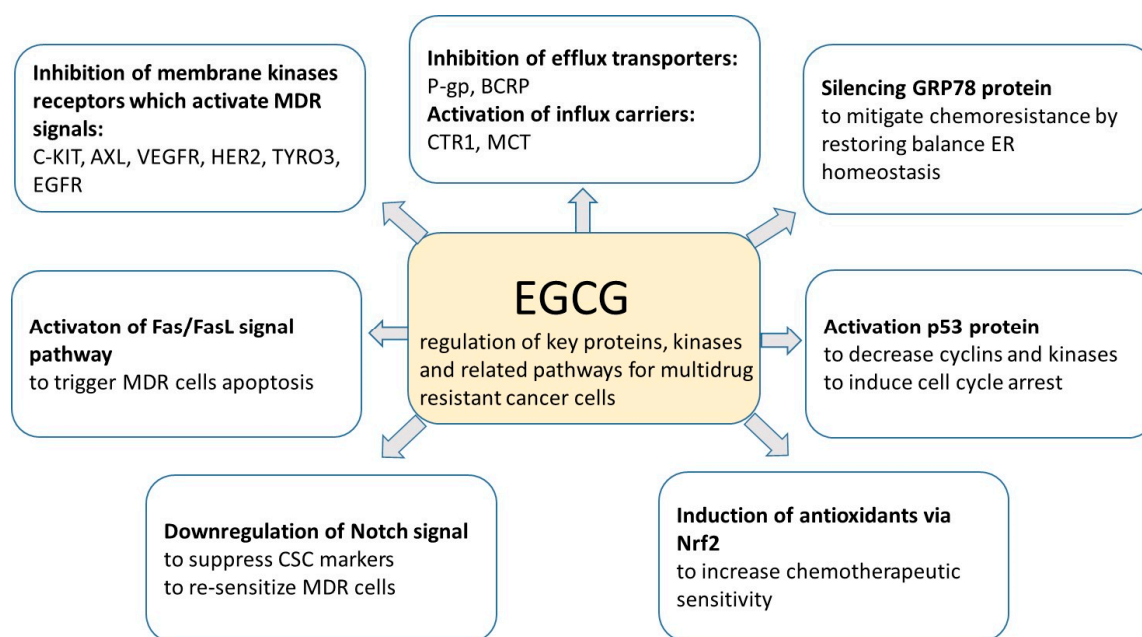 Inhibition of membrane kinases
receptors which activate MDR
signals:
C-KIT, AXL, VEGFR, HER2, TYRO3,
EGFR
Inhibition of efflux transporters:
P-gp, BCRP
Activation of influx carriers:
CTR1, MCT
Silencing GRP78 protein
to mitigate chemoresistance by
restoring balance ER
homeostasis
Activaton of Fas/FasL signal
pathway
to trigger MDR cells apoptosis
EGCG
regulation of key proteins, kinases
and related pathways for multidrug
resistant cancer cells
Activation p53 protein
to decrease cyclins and kinases
to induce cell cycle arrest
Downregulation of Notch signal
to suppress CSC markers
to re-sensitize MDR cells
Induction of antioxidants via
Nrf2
to increase chemotherapeutic
sensitivity